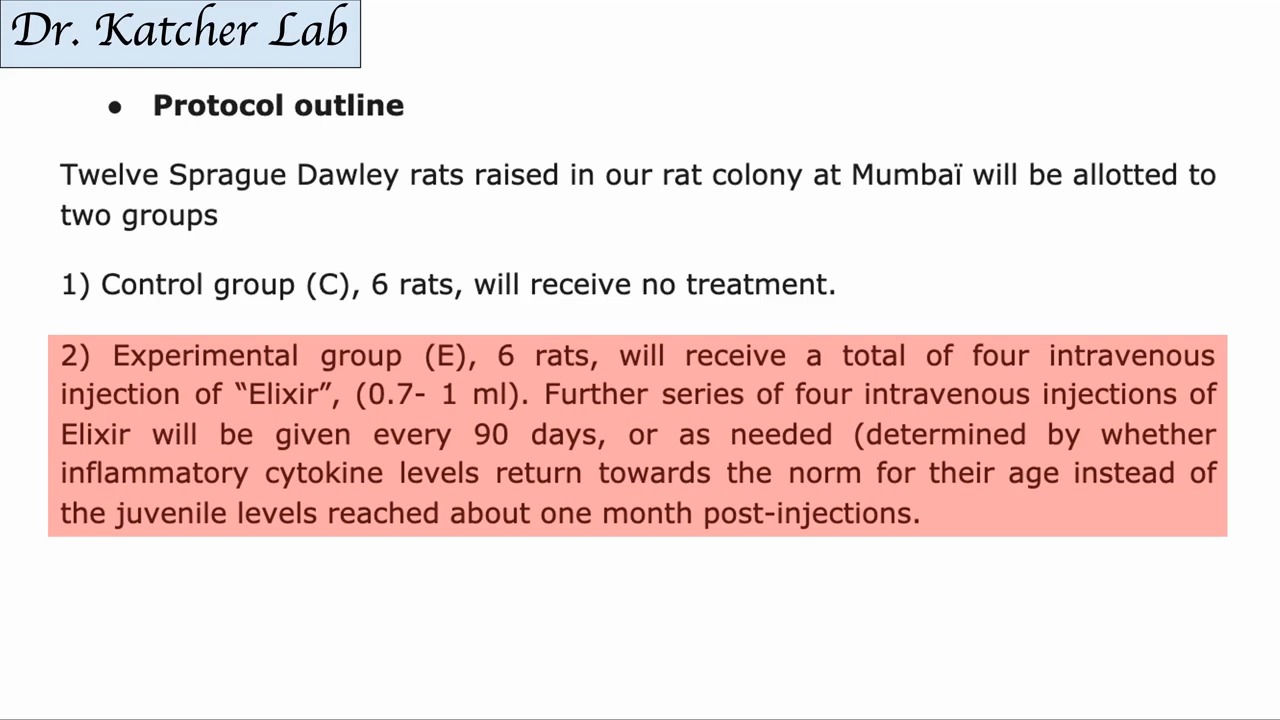 Dr. Katcher Lab
● Protocol outline
Twelve Sprague Dawley rats raised in our rat colony at Mumbaï will be allotted to
two groups
1) Control group (C), 6 rats, will receive no treatment.
2) Experimental group (E), 6 rats, will receive a total of four intravenous
injection of “Elixir”, (0.7- 1 ml). Further series of four intravenous injections of
Elixir will be given every 90 days, or as needed (determined by whether
inflammatory cytokine levels return towards the norm for their age instead of
the juvenile levels reached about one month post-injections.